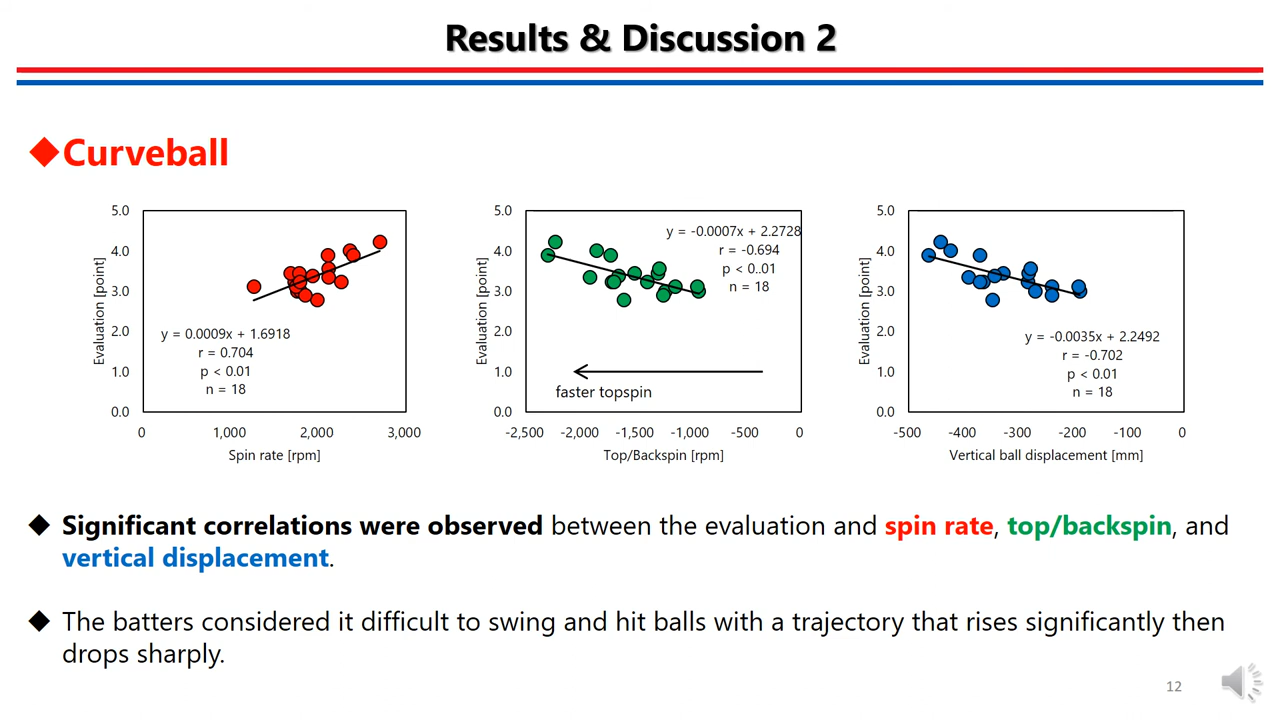 Results & Discussion 2
◆Curveball
5.0
4.0
3.0
2.0
1.0
0.0
Evaluation [point]
y = 0.0009x + 1.6918
r = 0.704
p < 0.01
n = 18
0 1,000 2,000 3,000
Spin rate [rpm]
5.0
4.0
3.0
2.0
1.0
0.0
Evaluation [point]
y = -0.0007x + 2.2728
r = -0.694
p < 0.01
n = 18
faster topspin
-2,500 -2,000 -1,500 -1,000 -500 0
Top/Backspin [rpm]
5.0
4.0
3.0
2.0
1.0
0.0
Evaluation [point]
y = -0.0035x + 2.2492
r = -0.702
p < 0.01
n = 18
-500 -400 -300 -200 -100 0
Vertical ball displacement [mm]
◆ Significant correlations were observed between the evaluation and spin rate, top/backspin, and
vertical displacement.
◆ The batters considered it difficult to swing and hit balls with a trajectory that rises significantly then
drops sharply.
12